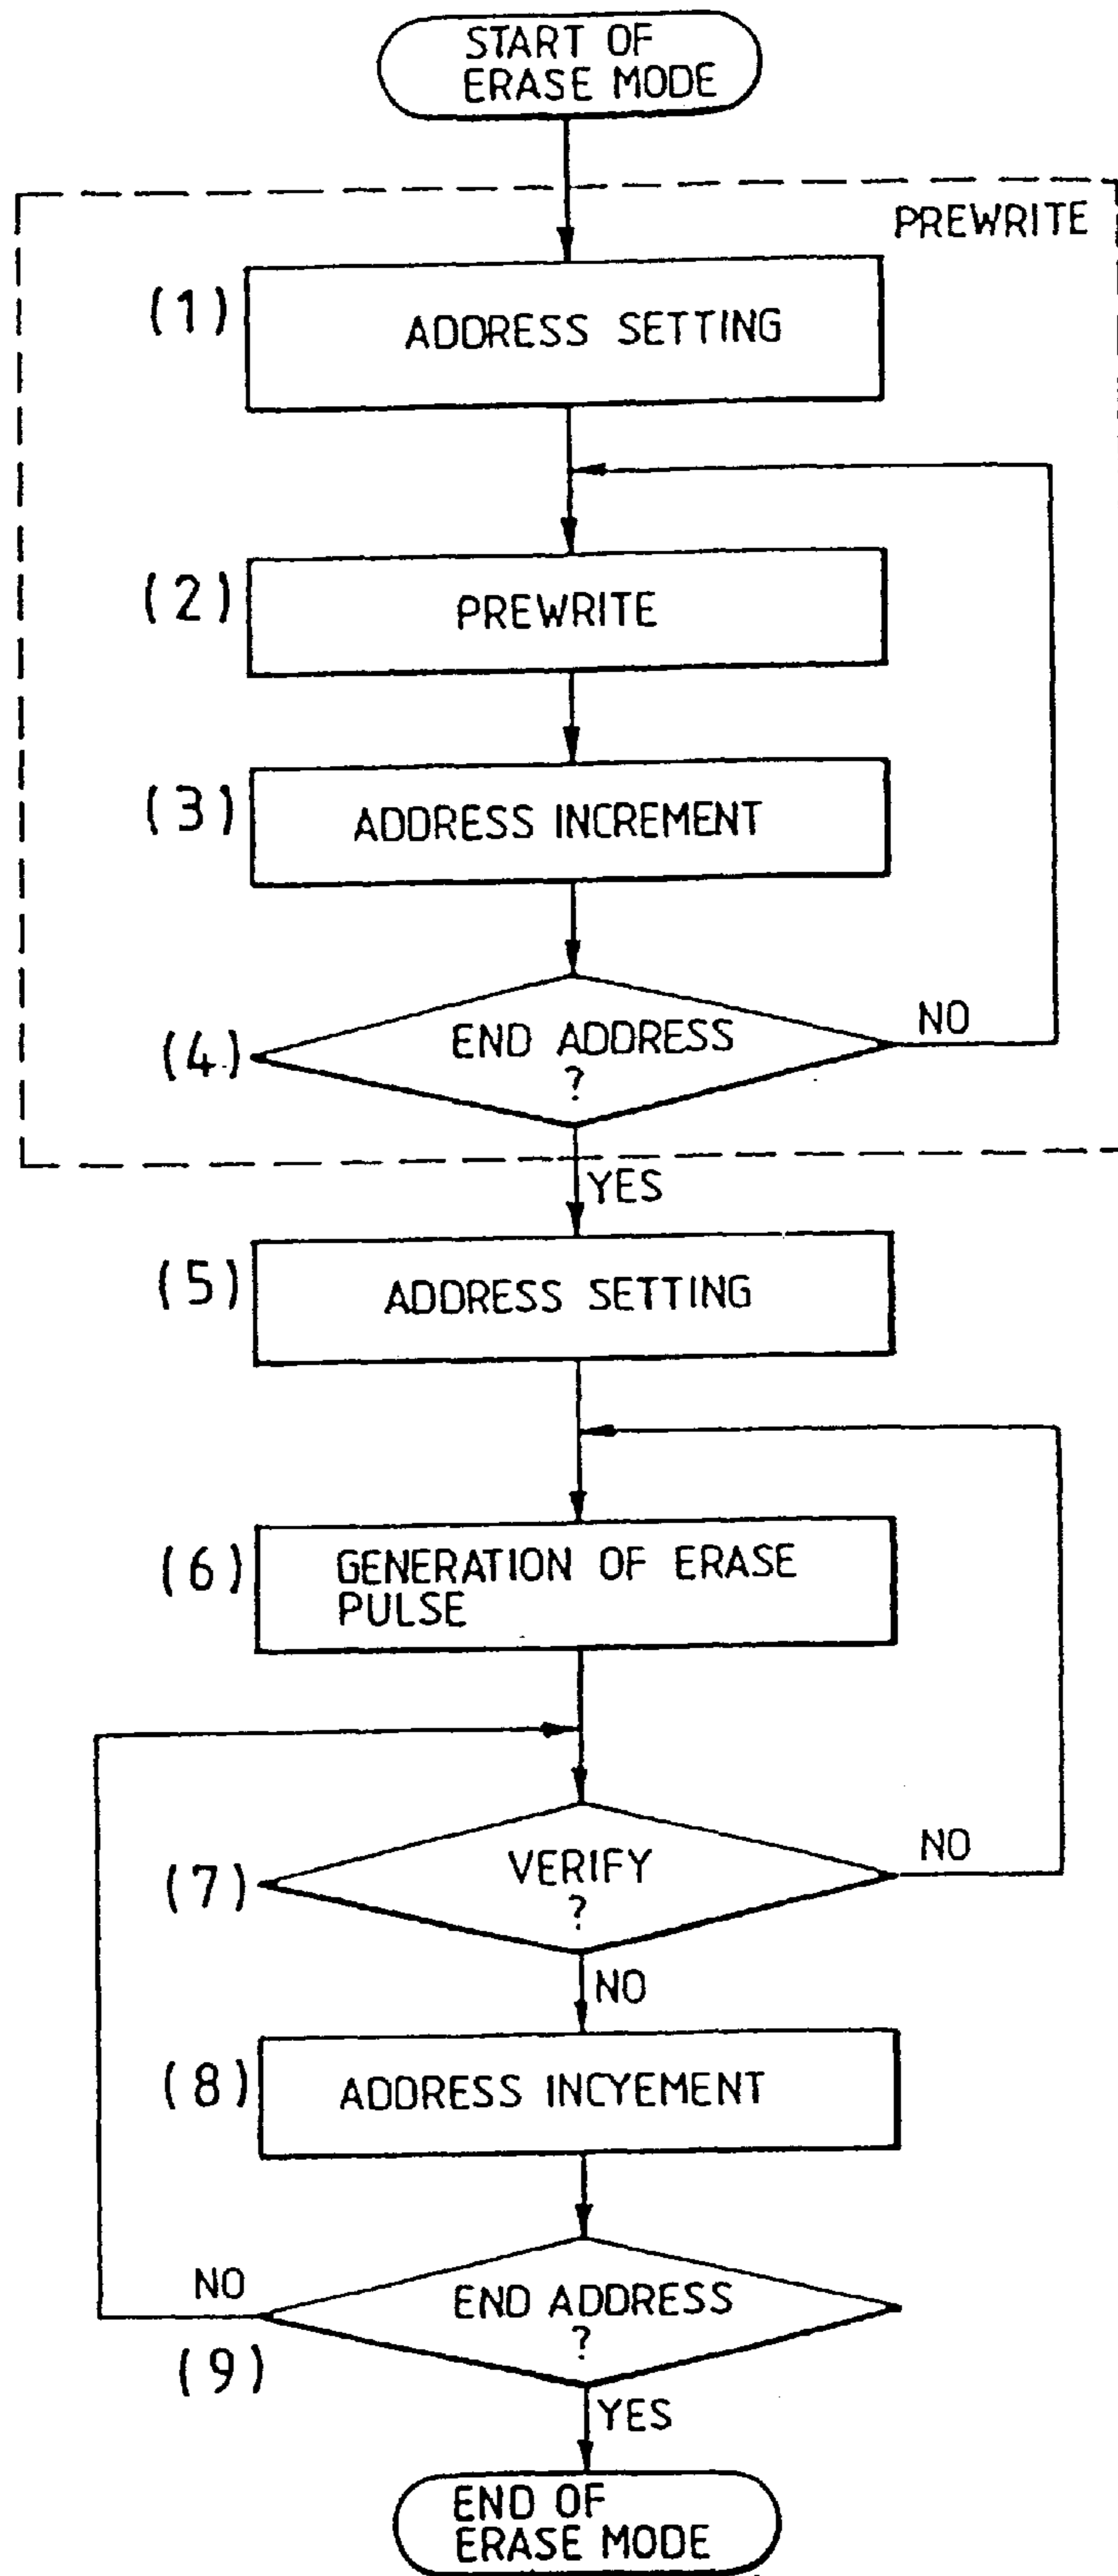 START OF
ERASE MODE
PREWRITE
(1)
ADDRESS SETTING
(2)
PREWRITE
(3)
ADDRESS INCREMENT
(4)
END ADDRESS
?
NO
YES
(5)
ADDRESS SETTING
(6)
GENERATION OF ERASE
PULSE
(7)
VERIFY
?
NO
NO
(8)
ADDRESS INCYEMENT
NO
END ADDRESS
?
(9)
YES
END OF
ERASE MODE